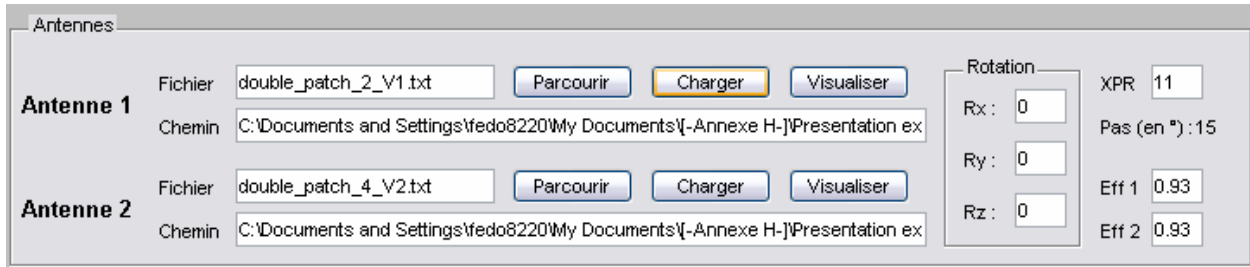 Antennes
Antenne 1
Fichier double_patch_2_V1.txt Parcourir Charger Visualiser
Chemin C:\Documents and Settings\fedo8220\My Documents\[-Annexe H-]\Presentation ex
Antenne 2
Fichier double_patch_4_V2.txt Parcourir Charger Visualiser
Chemin C:\Documents and Settings\fedo8220\My Documents\[-Annexe H-]\Presentation ex
Rotation
Rx : 0
Ry : 0
Rz : 0
XPR 11
Pas (en °) :15
Eff 1 0.93
Eff 2 0.93